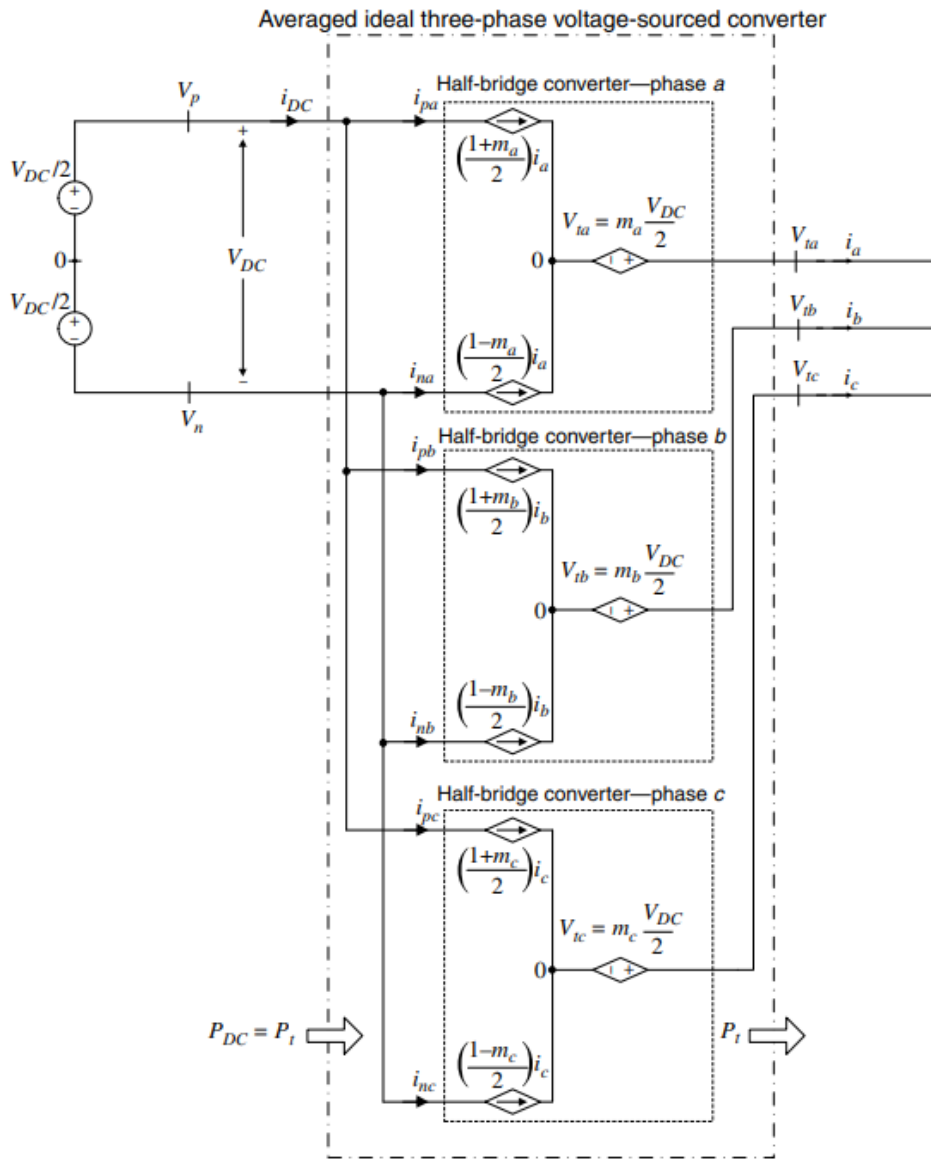 Averaged ideal three-phase voltage-sourced converter
Half-bridge converter—phase a
V_p
i_DC
i_pa
((1+m_a)/2) i_a
V_DC/2
+
−
0
V_DC/2
+
−
+
V_DC
−
V_n
V_ta = m_a V_DC/2
0
− +
V_ta
i_a
V_tb
i_b
V_tc
i_c
((1−m_a)/2) i_a
i_na
Half-bridge converter—phase b
i_pb
((1+m_b)/2) i_b
V_tb = m_b V_DC/2
0
− +
((1−m_b)/2) i_b
i_nb
Half-bridge converter—phase c
i_pc
((1+m_c)/2) i_c
V_tc = m_c V_DC/2
0
− +
P_DC = P_t
P_t
((1−m_c)/2) i_c
i_nc